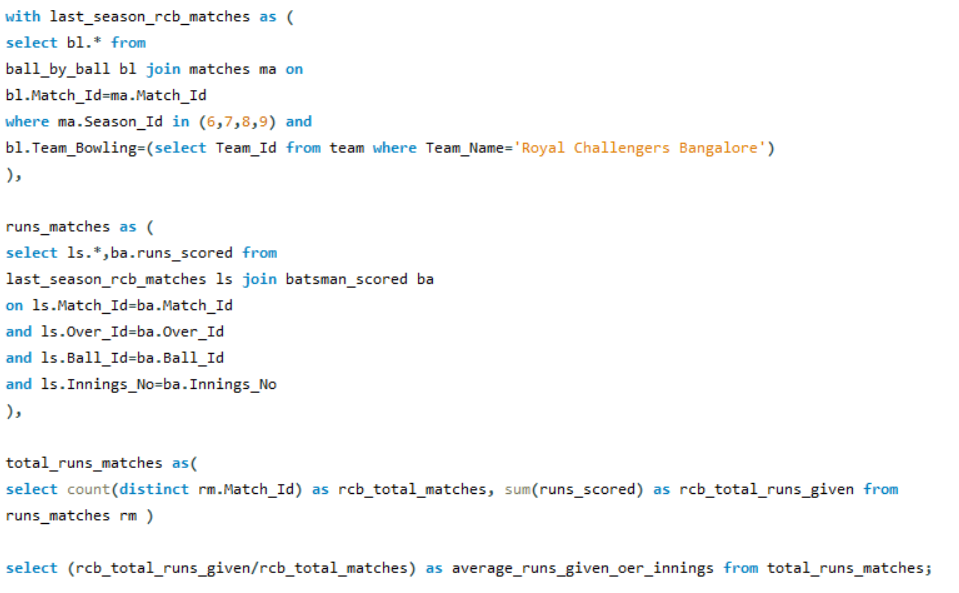 with last_season_rcb_matches as (
select bl.* from
ball_by_ball bl join matches ma on
bl.Match_Id=ma.Match_Id
where ma.Season_Id in (6,7,8,9) and
bl.Team_Bowling=(select Team_Id from team where Team_Name='Royal Challengers Bangalore')
),
runs_matches as (
select ls.*,ba.runs_scored from
last_season_rcb_matches ls join batsman_scored ba
on ls.Match_Id=ba.Match_Id
and ls.Over_Id=ba.Over_Id
and ls.Ball_Id=ba.Ball_Id
and ls.Innings_No=ba.Innings_No
),
total_runs_matches as(
select count(distinct rm.Match_Id) as rcb_total_matches, sum(runs_scored) as rcb_total_runs_given from
runs_matches rm )
select (rcb_total_runs_given/rcb_total_matches) as average_runs_given_oer_innings from total_runs_matches;